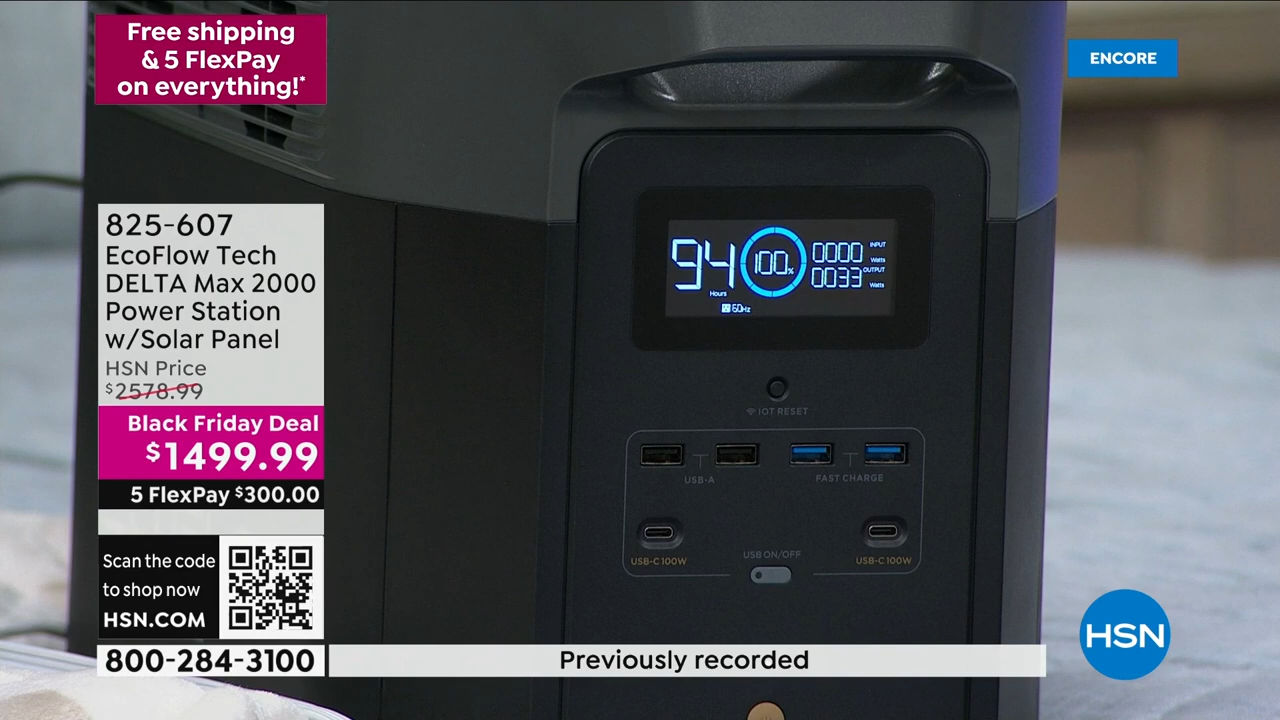 Free shipping
& 5 FlexPay
on everything!*
ENCORE
825-607
EcoFlow Tech
DELTA Max 2000
Power Station
w/Solar Panel
HSN Price
$2578.99
Black Friday Deal
$1499.99
5 FlexPay $300.00
Scan the code
to shop now
HSN.COM
800-284-3100
Previously recorded
HSN
94
Hours
100%
0000 INPUT
Watts
0033 OUTPUT
Watts
60Hz
IOT RESET
USB-A
FAST CHARGE
USB-C 100W
USB ON/OFF
USB-C 100W